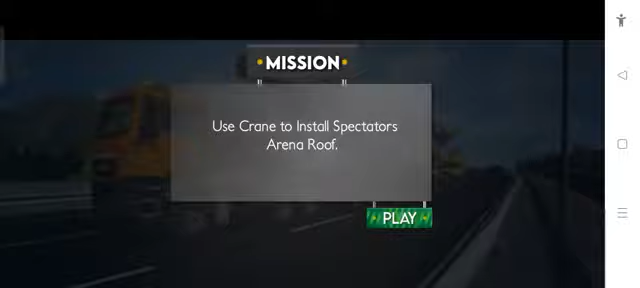 MISSION
Use Crane to Install Spectators
Arena Roof.
PLAY